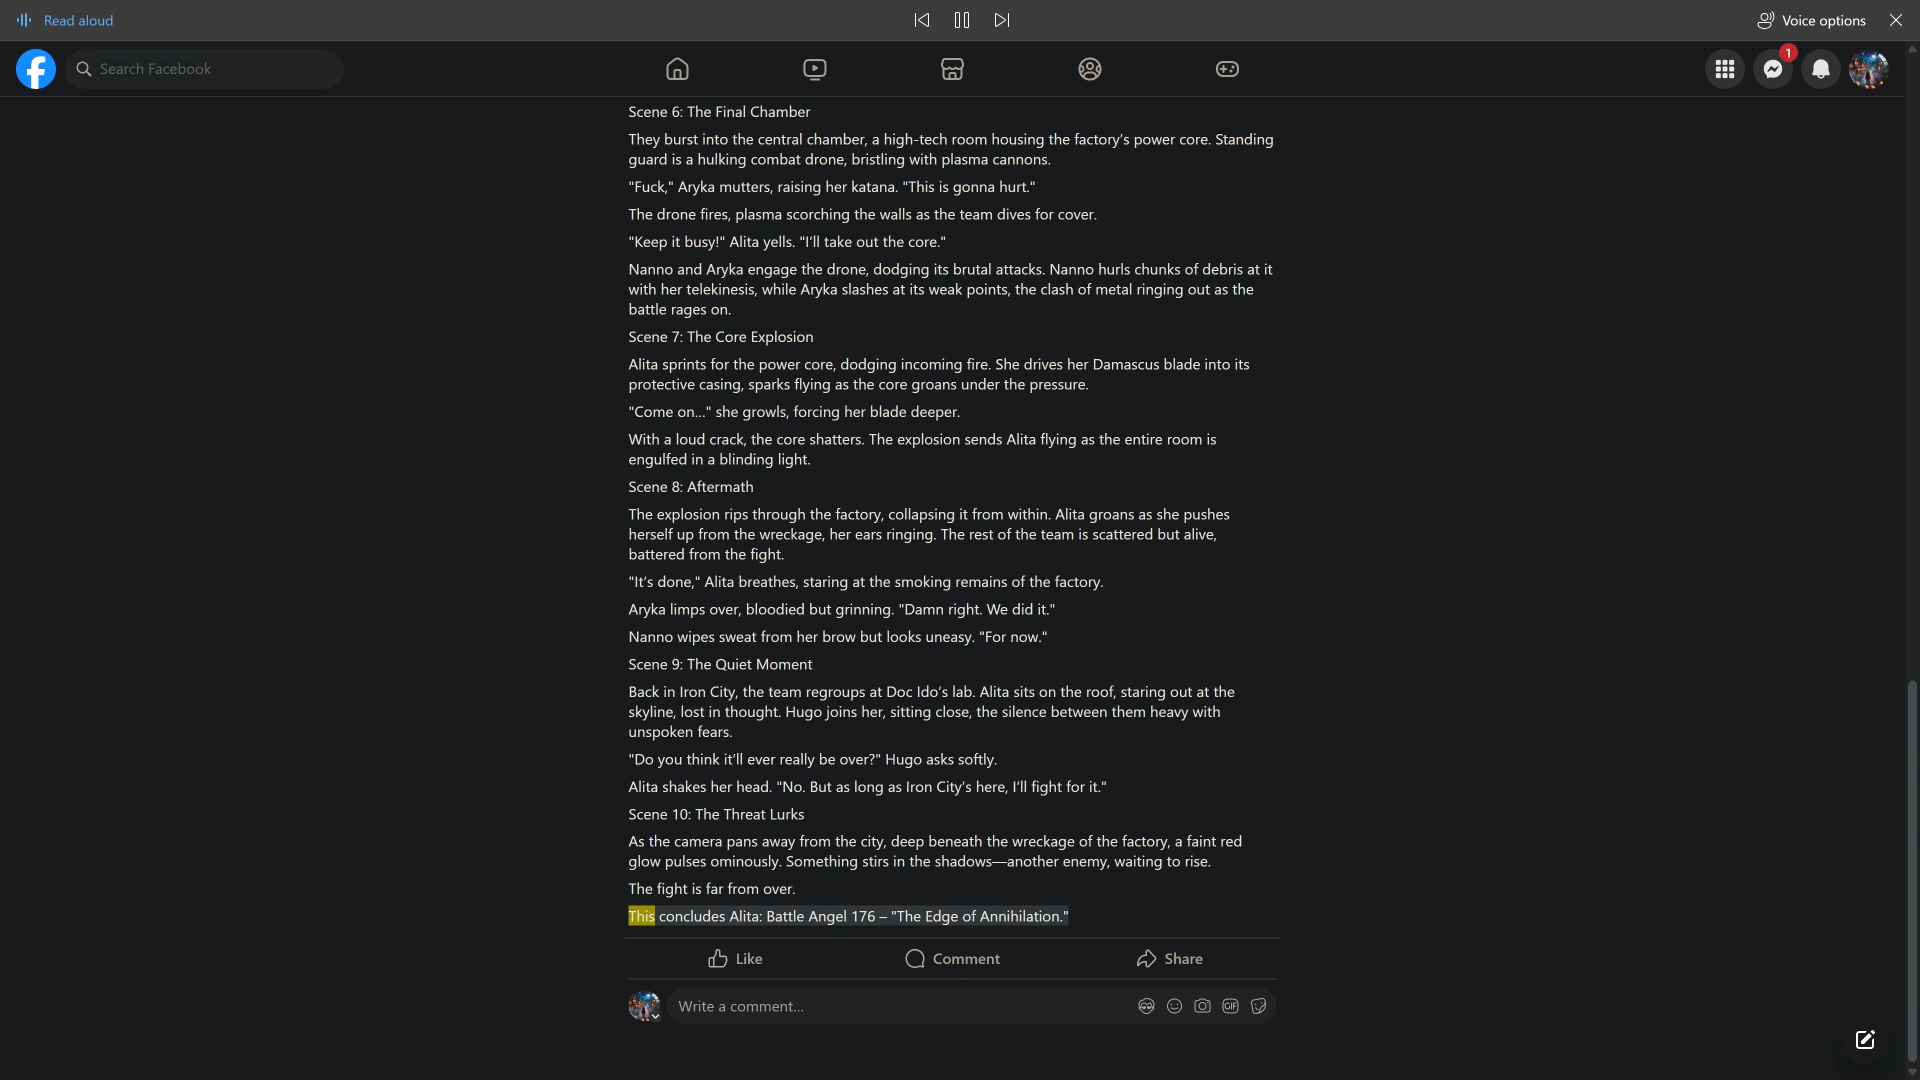 Read aloud
Voice options
Search Facebook
1
Scene 6: The Final Chamber
They burst into the central chamber, a high-tech room housing the factory's power core. Standing
guard is a hulking combat drone, bristling with plasma cannons.
"Fuck," Aryka mutters, raising her katana. "This is gonna hurt."
The drone fires, plasma scorching the walls as the team dives for cover.
"Keep it busy!" Alita yells. "I'll take out the core."
Nanno and Aryka engage the drone, dodging its brutal attacks. Nanno hurls chunks of debris at it
with her telekinesis, while Aryka slashes at its weak points, the clash of metal ringing out as the
battle rages on.
Scene 7: The Core Explosion
Alita sprints for the power core, dodging incoming fire. She drives her Damascus blade into its
protective casing, sparks flying as the core groans under the pressure.
"Come on..." she growls, forcing her blade deeper.
With a loud crack, the core shatters. The explosion sends Alita flying as the entire room is
engulfed in a blinding light.
Scene 8: Aftermath
The explosion rips through the factory, collapsing it from within. Alita groans as she pushes
herself up from the wreckage, her ears ringing. The rest of the team is scattered but alive,
battered from the fight.
"It's done," Alita breathes, staring at the smoking remains of the factory.
Aryka limps over, bloodied but grinning. "Damn right. We did it."
Nanno wipes sweat from her brow but looks uneasy. "For now."
Scene 9: The Quiet Moment
Back in Iron City, the team regroups at Doc Ido's lab. Alita sits on the roof, staring out at the
skyline, lost in thought. Hugo joins her, sitting close, the silence between them heavy with
unspoken fears.
"Do you think it'll ever really be over?" Hugo asks softly.
Alita shakes her head. "No. But as long as Iron City's here, I'll fight for it."
Scene 10: The Threat Lurks
As the camera pans away from the city, deep beneath the wreckage of the factory, a faint red
glow pulses ominously. Something stirs in the shadows—another enemy, waiting to rise.
The fight is far from over.
This concludes Alita: Battle Angel 176 – "The Edge of Annihilation."
Like
Comment
Share
Write a comment...
GIF